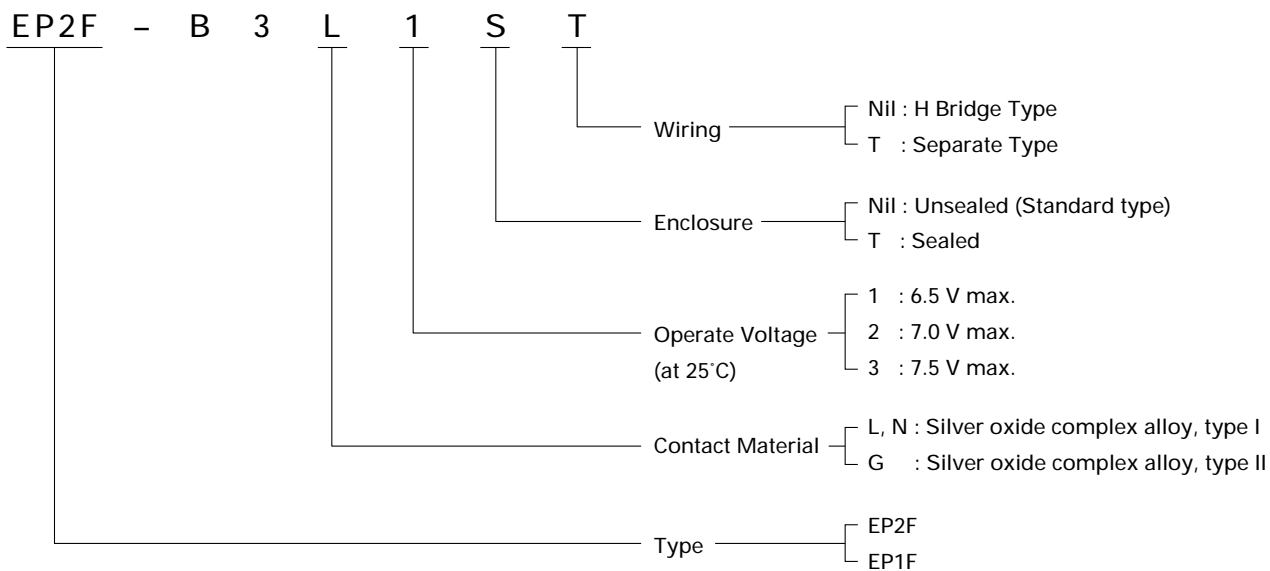 EP2F – B 3 L 1 S T
Wiring
Nil : H Bridge Type
T : Separate Type
Enclosure
Nil : Unsealed (Standard type)
T : Sealed
Operate Voltage
(at 25˚C)
1 : 6.5 V max.
2 : 7.0 V max.
3 : 7.5 V max.
Contact Material
L, N : Silver oxide complex alloy, type I
G : Silver oxide complex alloy, type II
Type
EP2F
EP1F